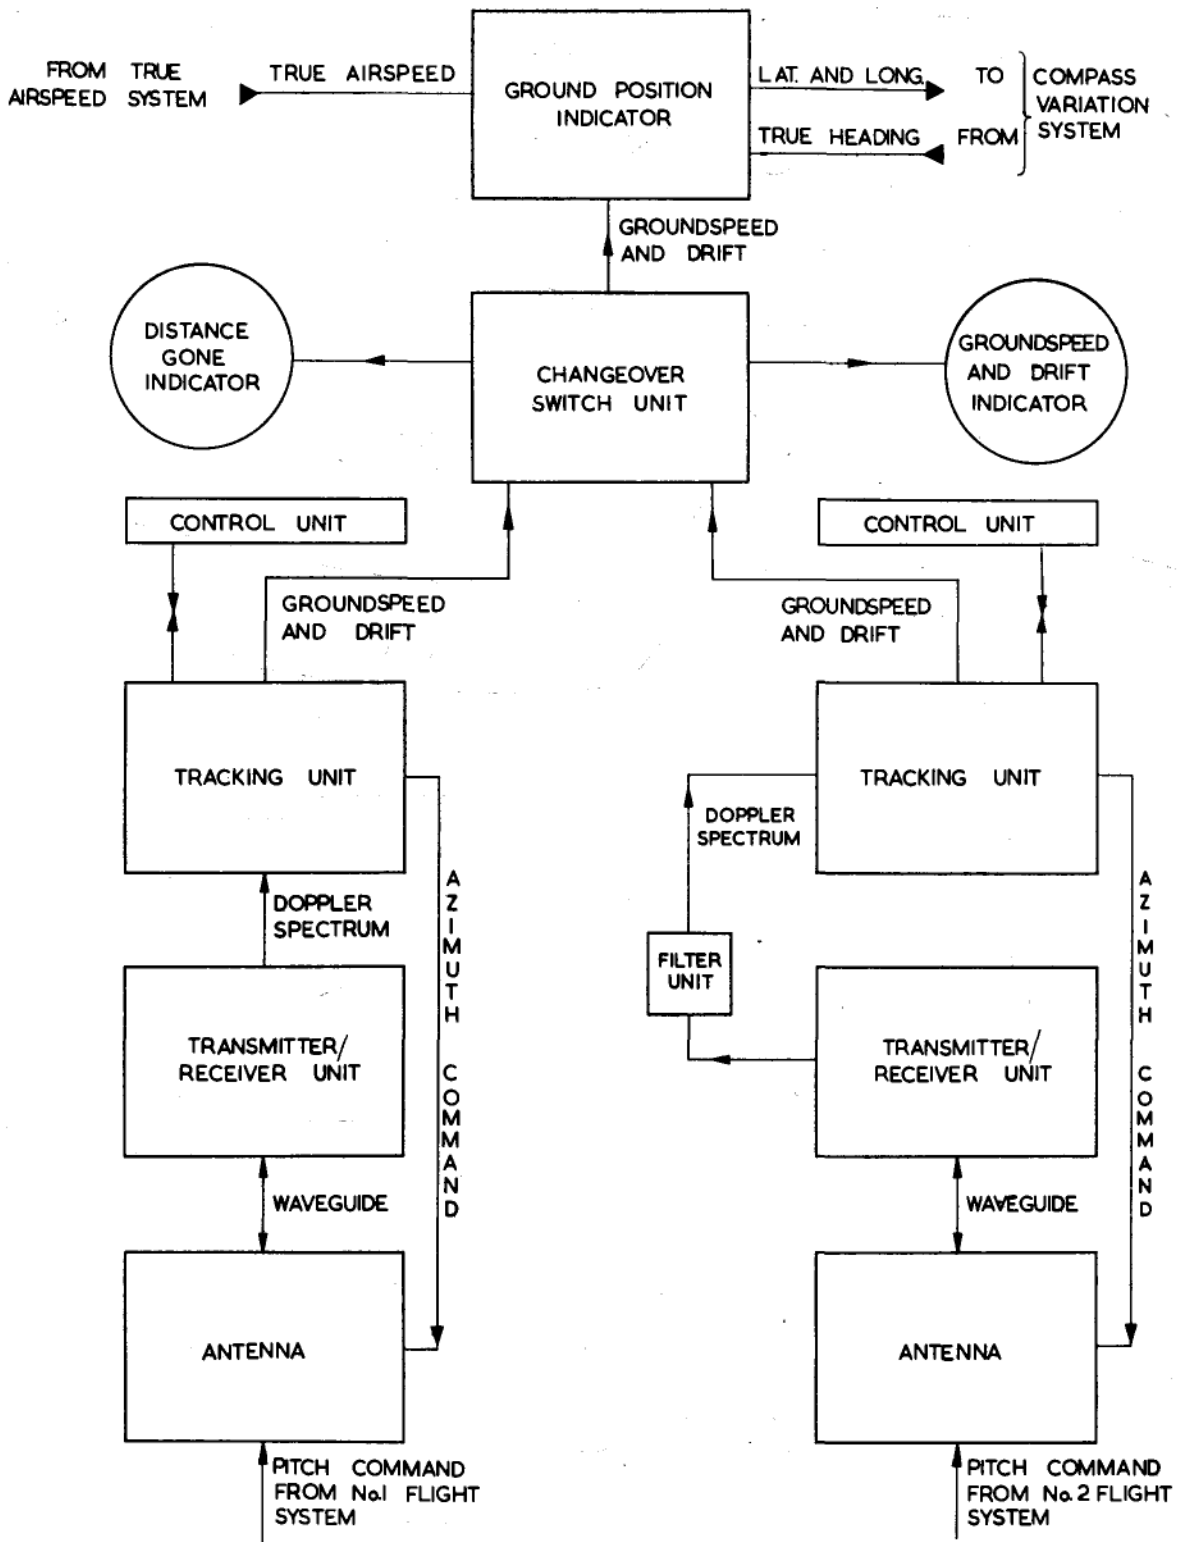 FROM TRUE
AIRSPEED SYSTEM
TRUE AIRSPEED
GROUND POSITION
INDICATOR
LAT. AND LONG.
TO
TRUE HEADING
FROM
COMPASS
VARIATION
SYSTEM
GROUNDSPEED
AND DRIFT
DISTANCE
GONE
INDICATOR
CHANGEOVER
SWITCH UNIT
GROUNDSPEED
AND DRIFT
INDICATOR
CONTROL UNIT
CONTROL UNIT
GROUNDSPEED
AND DRIFT
GROUNDSPEED
AND DRIFT
TRACKING UNIT
TRACKING UNIT
DOPPLER
SPECTRUM
DOPPLER
SPECTRUM
AZIMUTH COMMAND
AZIMUTH COMMAND
FILTER
UNIT
TRANSMITTER/
RECEIVER UNIT
TRANSMITTER/
RECEIVER UNIT
WAVEGUIDE
WAVEGUIDE
ANTENNA
ANTENNA
PITCH COMMAND
FROM No.1 FLIGHT
SYSTEM
PITCH COMMAND
FROM No.2 FLIGHT
SYSTEM